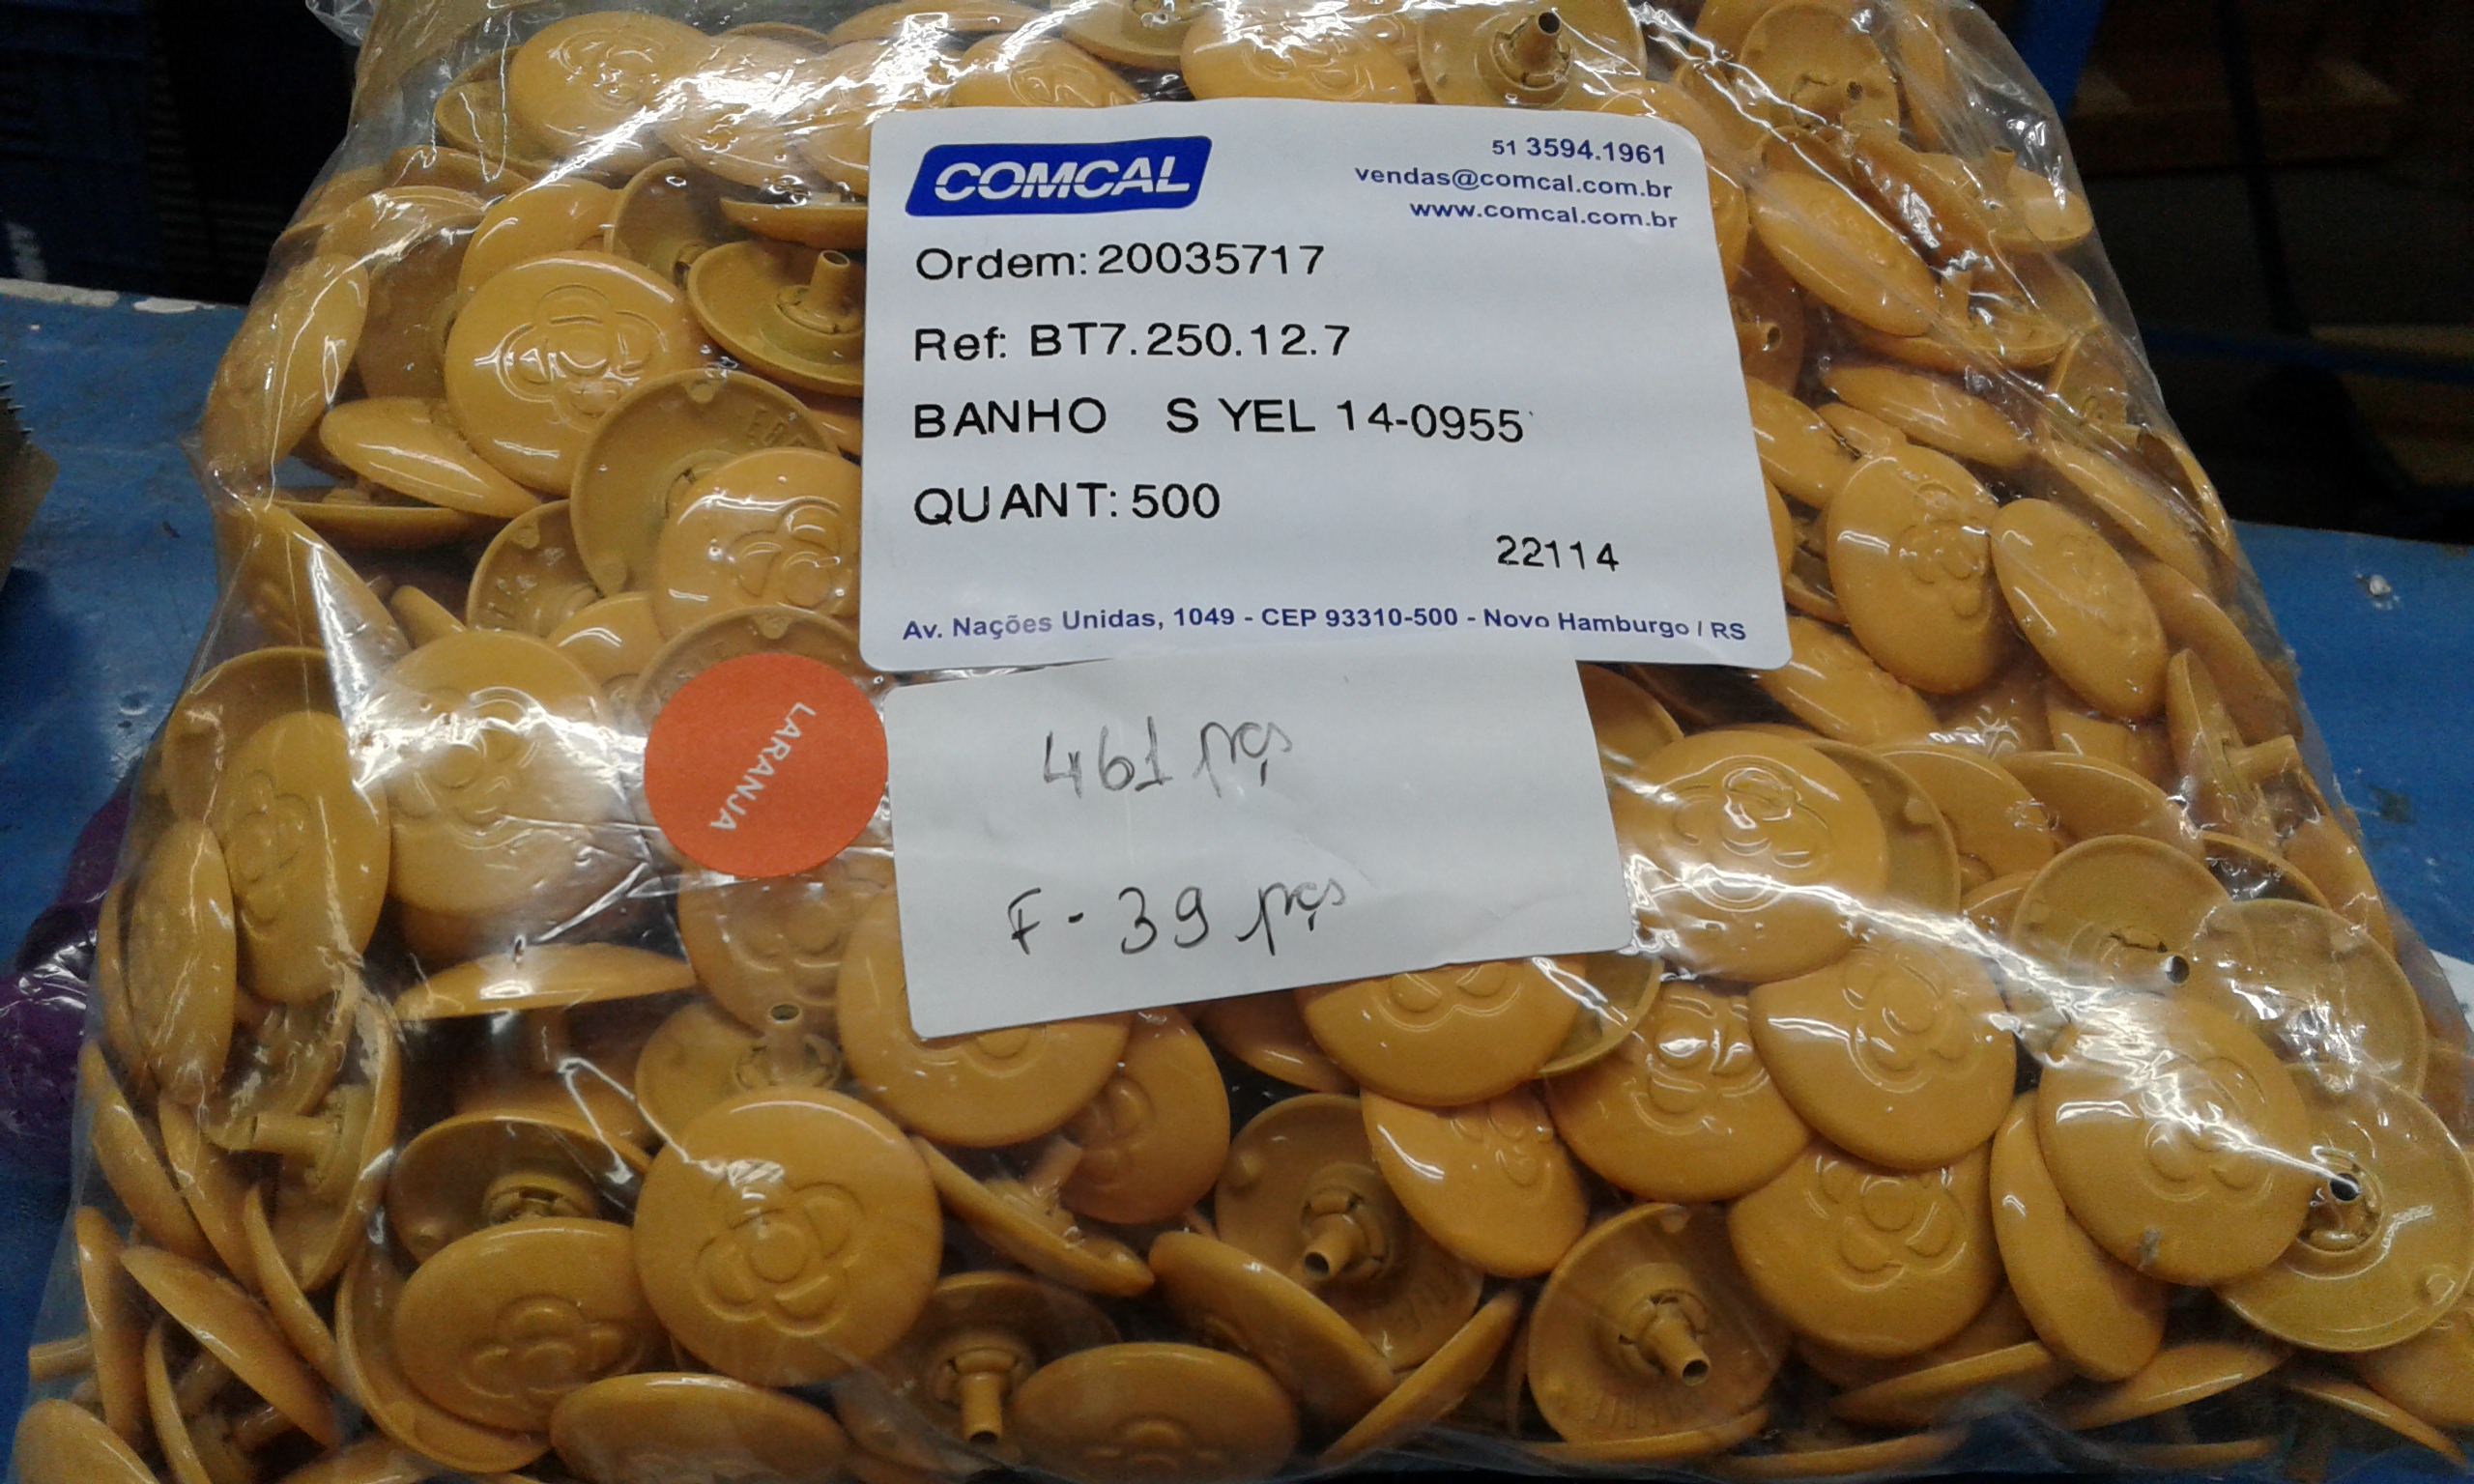 COMCAL
51 3594.1961
vendas@comcal.com.br
www.comcal.com.br
Ordem: 20035717
Ref: BT7.250.12.7
BANHO S YEL 14-0955
QUANT: 500
22114
Av. Nações Unidas, 1049 - CEP 93310-500 - Novo Hamburgo / RS
LARANJA
461 pçs
F - 39 pçs